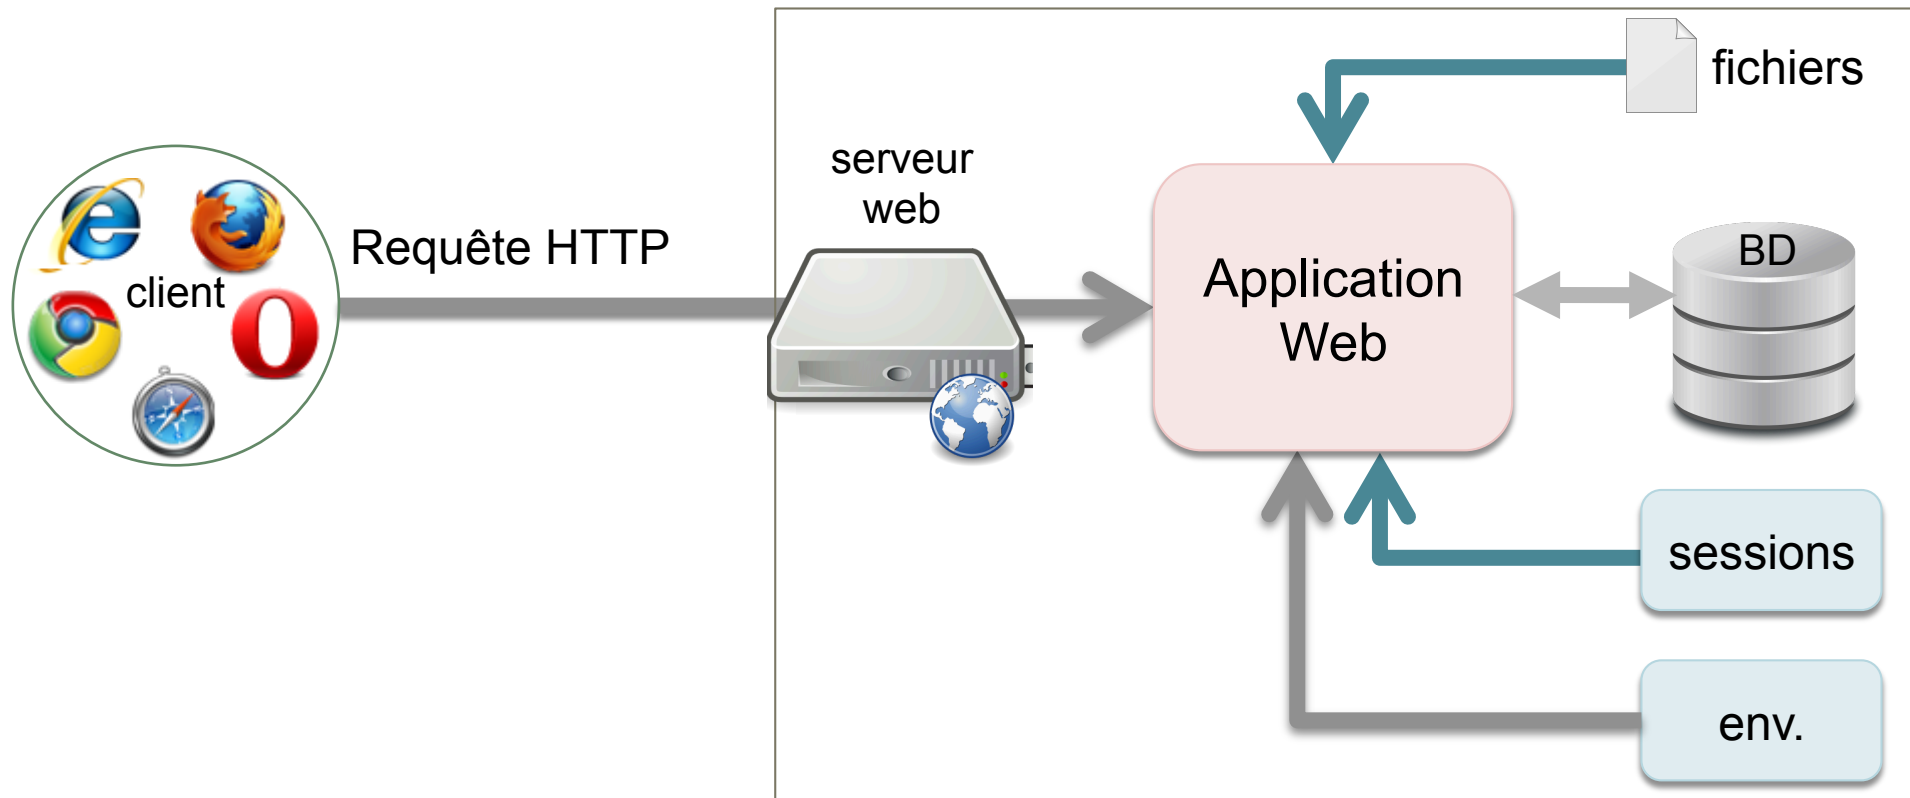 fichiers
serveur
web
Requête HTTP
client
Application
Web
BD
sessions
env.